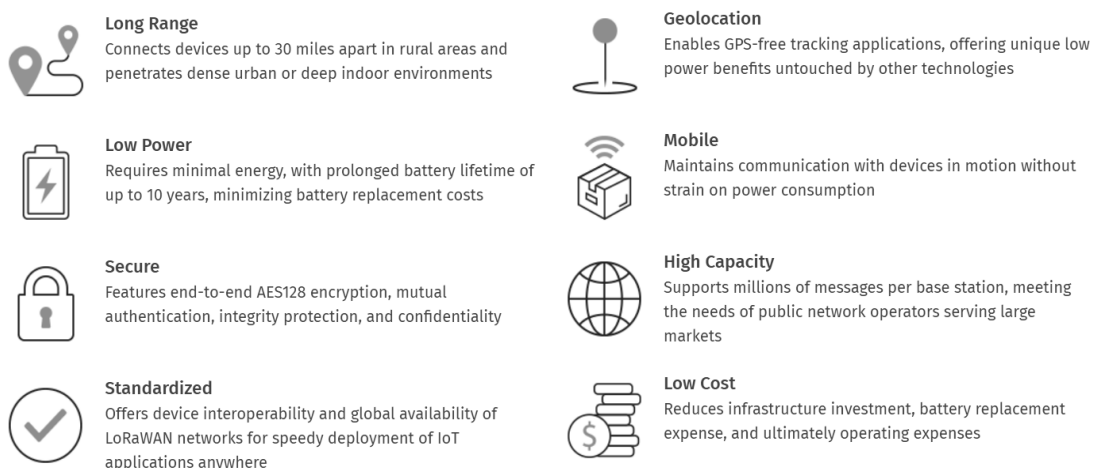 Long Range
Connects devices up to 30 miles apart in rural areas and
penetrates dense urban or deep indoor environments
Low Power
Requires minimal energy, with prolonged battery lifetime of
up to 10 years, minimizing battery replacement costs
Secure
Features end-to-end AES128 encryption, mutual
authentication, integrity protection, and confidentiality
Standardized
Offers device interoperability and global availability of
LoRaWAN networks for speedy deployment of IoT
applications anywhere
Geolocation
Enables GPS-free tracking applications, offering unique low
power benefits untouched by other technologies
Mobile
Maintains communication with devices in motion without
strain on power consumption
High Capacity
Supports millions of messages per base station, meeting
the needs of public network operators serving large
markets
Low Cost
Reduces infrastructure investment, battery replacement
expense, and ultimately operating expenses
$